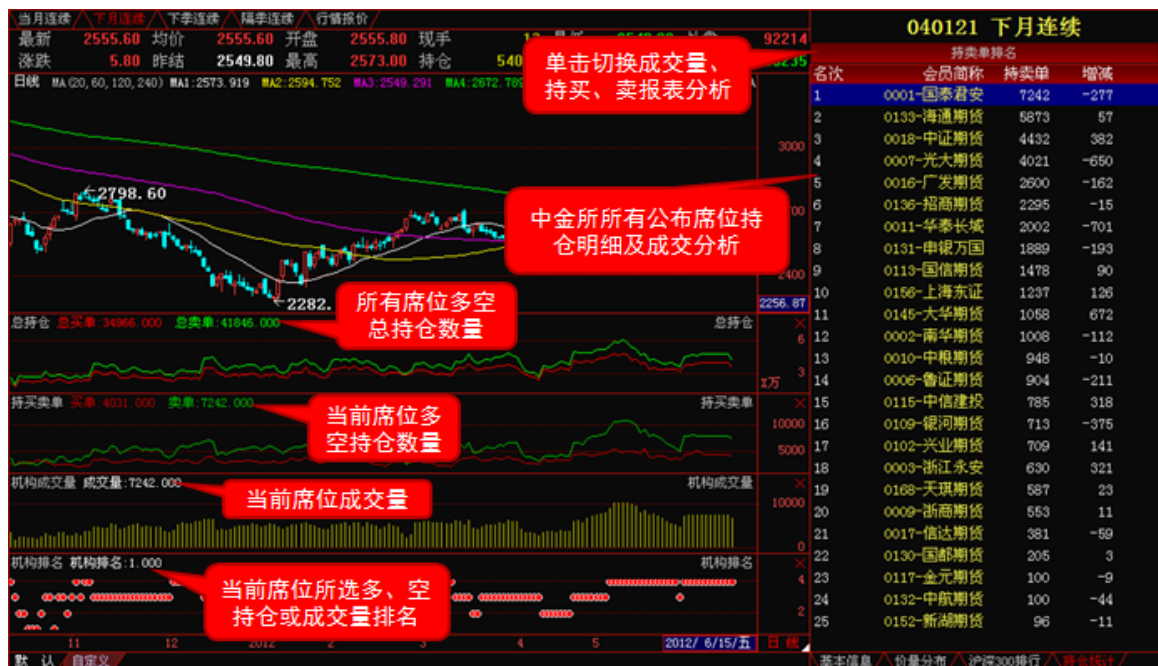 当月连续 下月连续 下季连续 隔季连续 行情报价
最新 2555.60 均价 2555.60 开盘 2555.80 现手 92214
涨跌 5.80 昨结 2549.80 最高 2573.00 持仓
日线 MA(20,60,120,240) MA1:2573.919 MA2:2594.752 MA3:2549.291 MA4:2672.789
单击切换成交量、
持买、卖报表分析
3000
2798.60
中金所所有公布席位持
仓明细及成交分析
2400
2282.
2256.87
所有席位多空
总持仓数量
总持仓 总买单:34966.000 总卖单:41846.000 总持仓
6
3
X万
持买卖单 买单:4031.000 卖单:7242.000 持买卖单
当前席位多
空持仓数量
10000
5000
机构成交量 成交量:7242.000 机构成交量
当前席位成交量
10000
0
机构排名 机构排名:1.000 机构排名
当前席位所选多、空
持仓或成交量排名
4
2
11 12 2012 2 3 4 5 2012/ 6/15/五 日线
默认 自定义
040121 下月连续
持卖单排名
名次 会员简称 持卖单 增减
1 0001-国泰君安 7242 -277
2 0133-海通期货 5873 57
3 0018-中证期货 4432 382
4 0007-光大期货 4021 -650
5 0016-广发期货 2600 -162
6 0136-招商期货 2295 -15
7 0011-华泰长城 2002 -701
8 0131-申银万国 1889 -193
9 0113-国信期货 1478 90
10 0156-上海东证 1237 126
11 0145-大华期货 1058 672
12 0002-南华期货 1008 -112
13 0010-中粮期货 948 -10
14 0006-鲁证期货 904 -211
15 0115-中信建投 785 318
16 0109-银河期货 713 -375
17 0102-兴业期货 709 141
18 0003-浙江永安 630 321
19 0168-天琪期货 587 23
20 0009-浙商期货 553 11
21 0017-信达期货 381 -59
22 0130-国都期货 205 3
23 0117-金元期货 100 -9
24 0132-中航期货 100 -44
25 0152-新湖期货 96 -11
基本信息 价量分布 沪深300排行 持仓统计